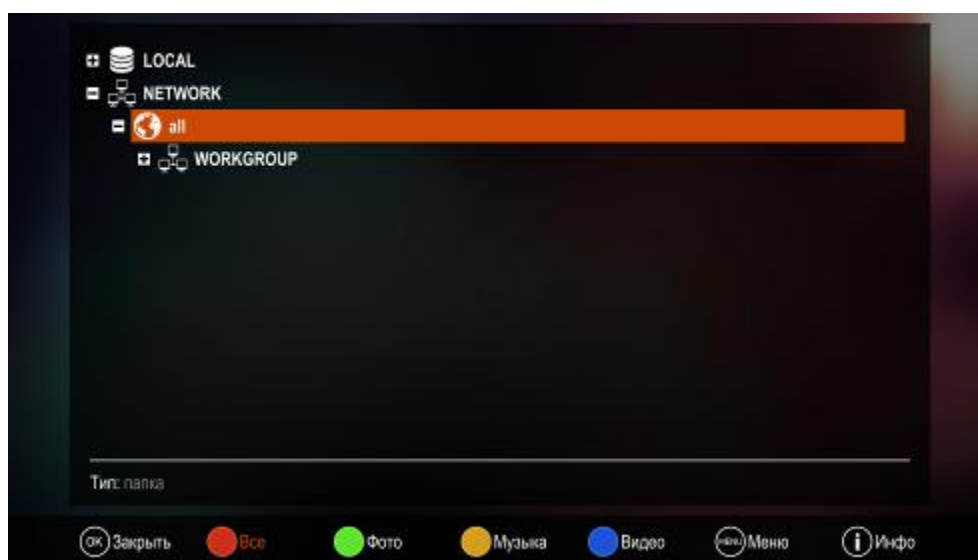 LOCAL
NETWORK
all
WORKGROUP
Тип: папка
OK Закрыть Все Фото Музыка Видео MENU Меню i Инфо